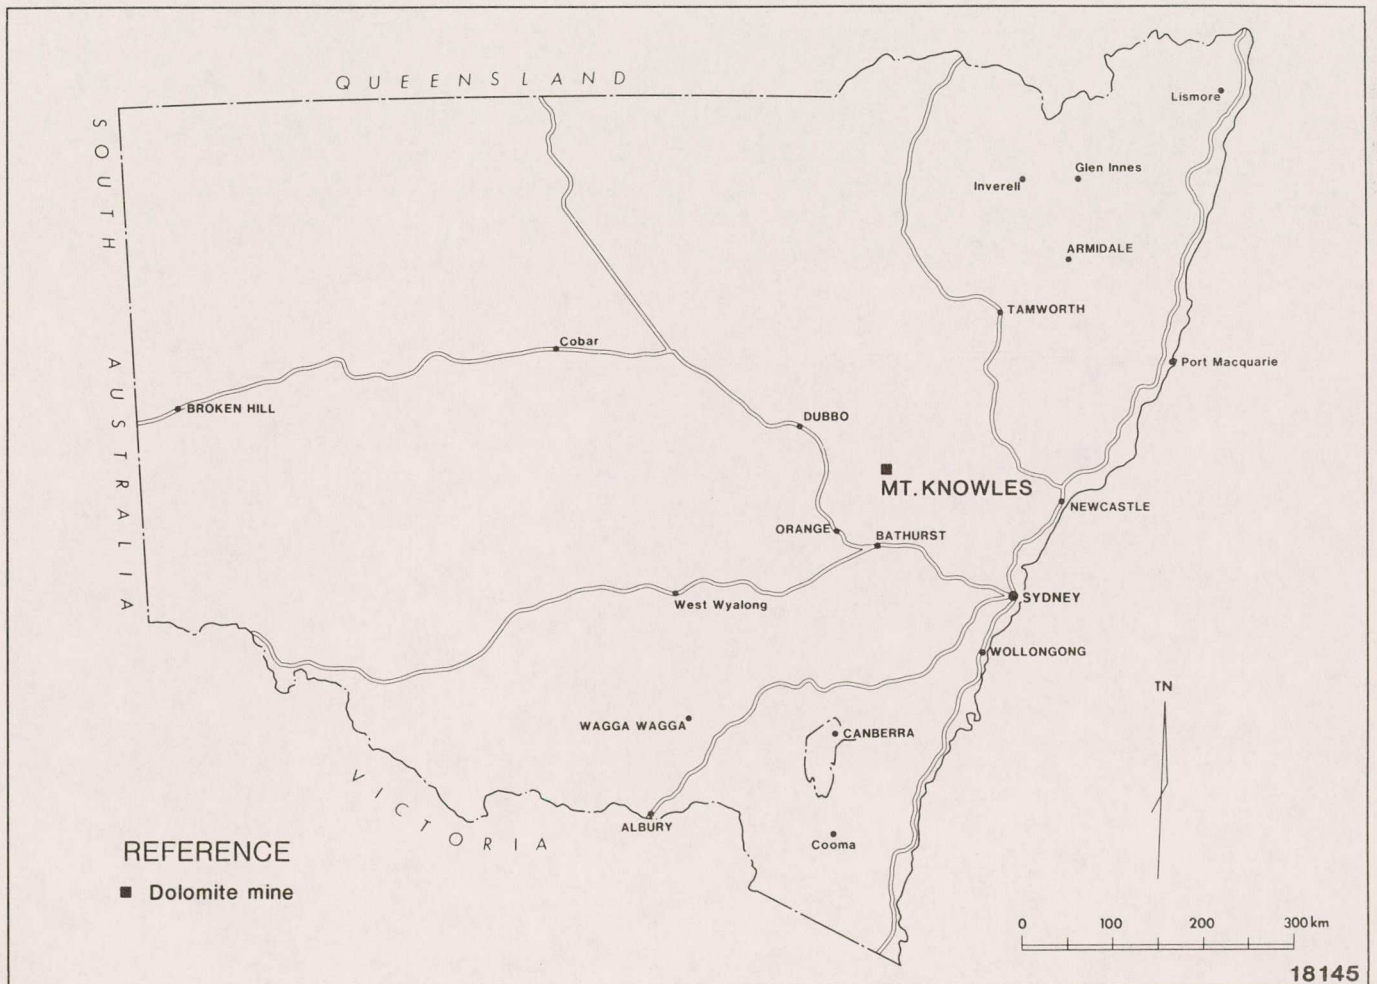 QUEENSLAND
SOUTH AUSTRALIA
Lismore
Inverell
Glen Innes
ARMIDALE
TAMWORTH
Cobar
Port Macquarie
BROKEN HILL
DUBBO
MT. KNOWLES
NEWCASTLE
ORANGE
BATHURST
West Wyalong
SYDNEY
WOLLONGONG
TN
WAGGA WAGGA
CANBERRA
VICTORIA
ALBURY
Cooma
REFERENCE
Dolomite mine
0 100 200 300 km
18145